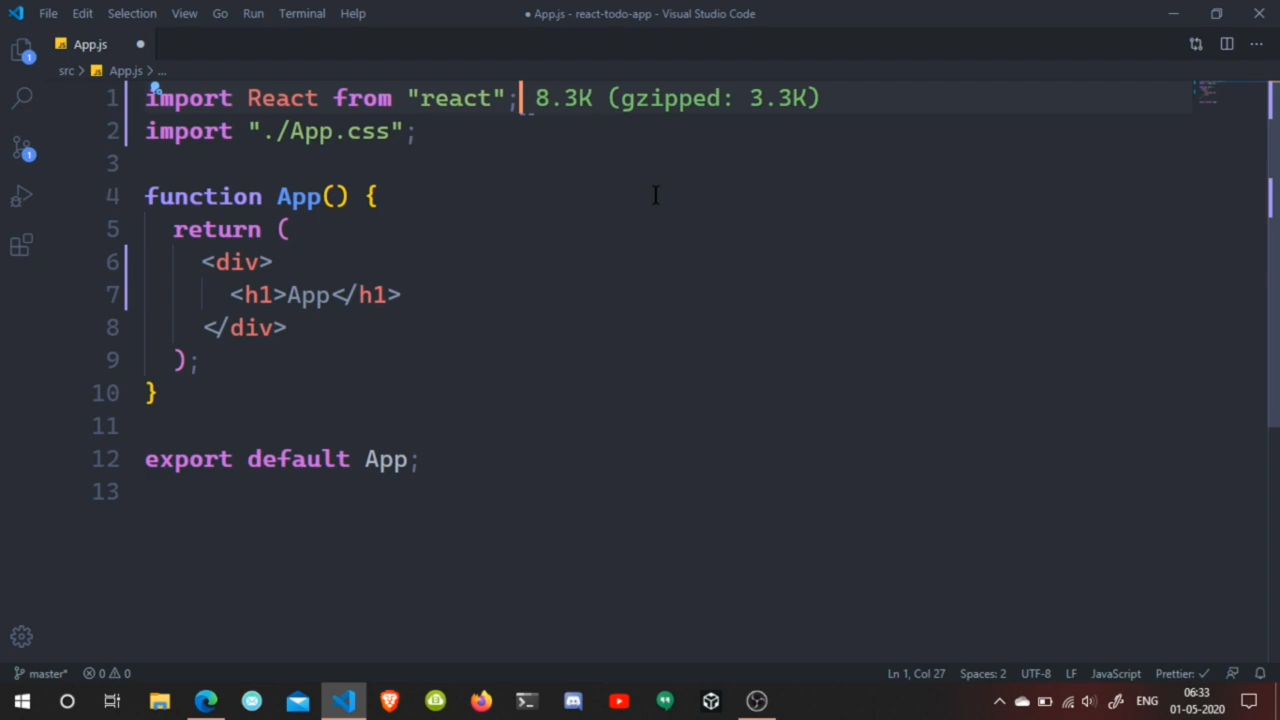 File Edit Selection View Go Run Terminal Help ● App.js - react-todo-app - Visual Studio Code
JS App.js ●
src > JS App.js > ...
1 import React from "react"; 8.3K (gzipped: 3.3K)
2 import "./App.css";
3
4 function App() {
5 return (
6 <div>
7 <h1>App</h1>
8 </div>
9 );
10 }
11
12 export default App;
13
1
1
master* 0 0 Ln 1, Col 27 Spaces: 2 UTF-8 LF JavaScript Prettier: ✓
ENG 06:33
01-05-2020